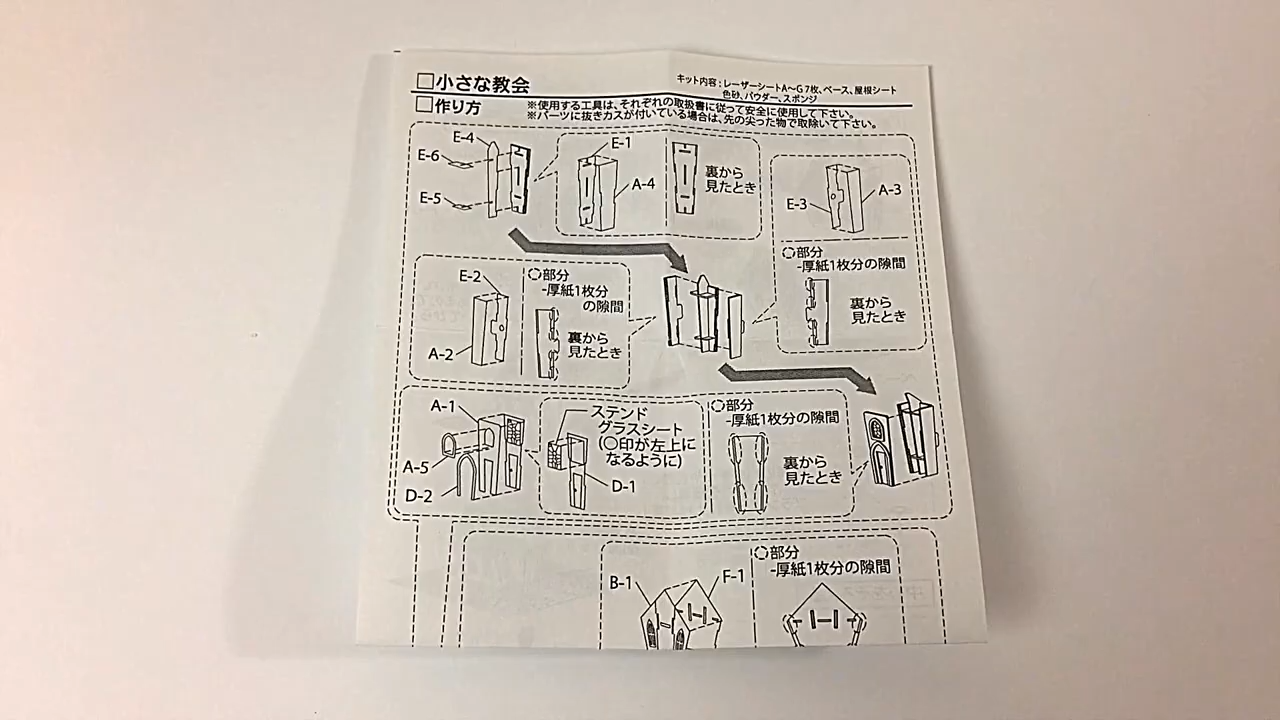 □小さな教会
キット内容：レーザーシートA～G 7枚、ベース、屋根シート
色砂、パウダー、スポンジ
□作り方
※使用する工具は、それぞれの取扱書に従って安全に使用して下さい。
※パーツに抜きカスが付いている場合は、先の尖った物で取除いて下さい。
E-4
E-6
E-5
E-1
A-4
裏から
見たとき
A-3
E-3
◌部分
-厚紙1枚分の隙間
裏から
見たとき
E-2
A-2
◌部分
-厚紙1枚分
の隙間
裏から
見たとき
A-1
A-5
D-2
ステンド
グラスシート
(○印が左上に
なるように)
D-1
◌部分
-厚紙1枚分の隙間
裏から
見たとき
B-1
F-1
◌部分
-厚紙1枚分の隙間